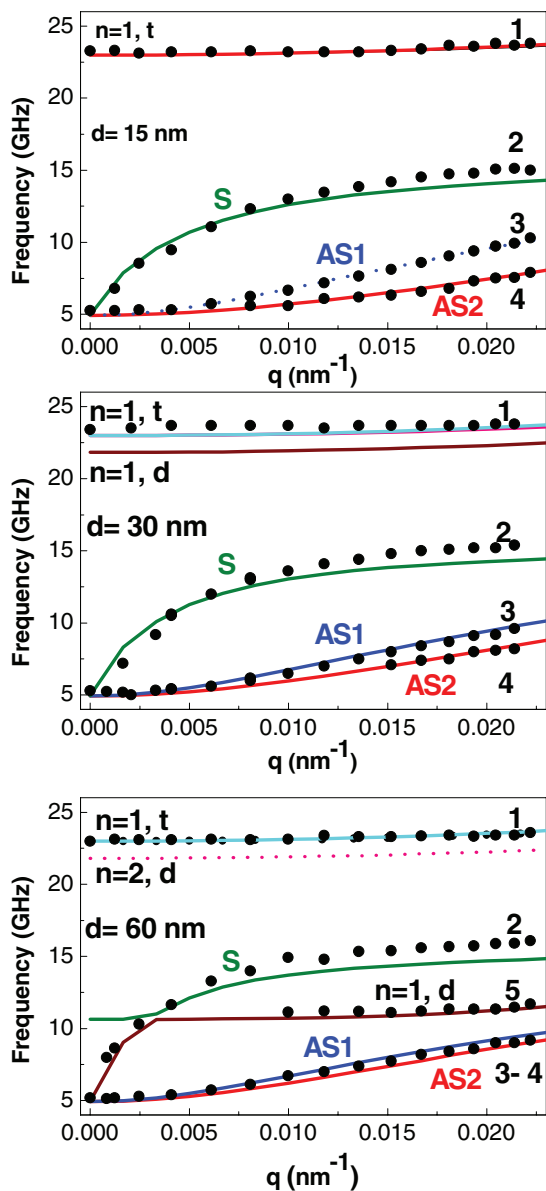 25
n=1, t
1
20
d= 15 nm
Frequency (GHz)
2
15
S
3
10
AS1
5
AS2
4
0.000 0.005 0.010 0.015 0.020
q (nm⁻¹)
25
n=1, t
1
n=1, d
20
d= 30 nm
Frequency (GHz)
2
15
S
10
3
AS1
5
AS2
4
0.000 0.005 0.010 0.015 0.020
q (nm⁻¹)
25
n=1, t
1
n=2, d
20
d= 60 nm
Frequency (GHz)
2
15
S
n=1, d
5
10
AS1
AS2
3- 4
5
0.000 0.005 0.010 0.015 0.020
q (nm⁻¹)